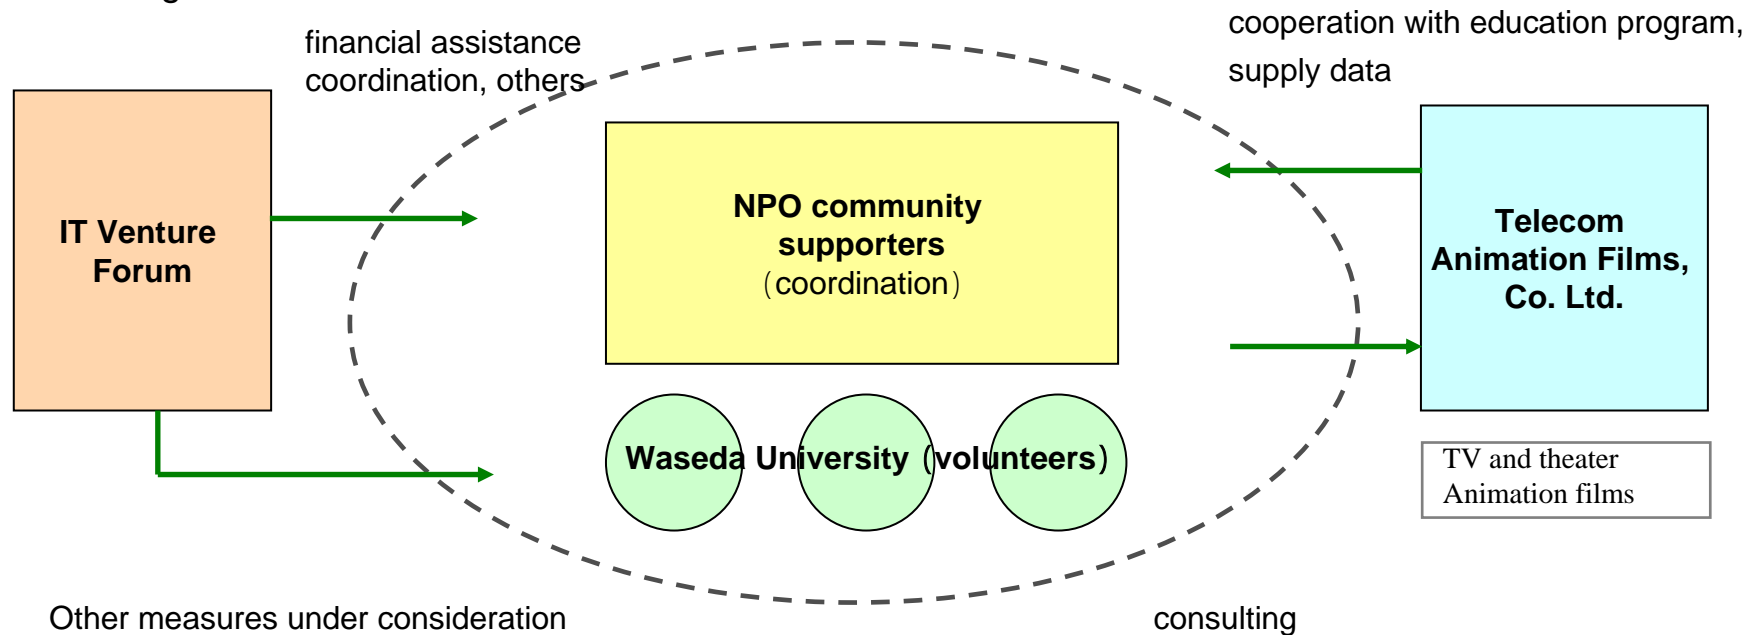 cooperation with education program,
supply data
financial assistance
coordination, others
IT Venture
Forum
NPO community
supporters
(coordination)
Telecom
Animation Films,
Co. Ltd.
Waseda University (volunteers)
TV and theater
Animation films
Other measures under consideration
consulting